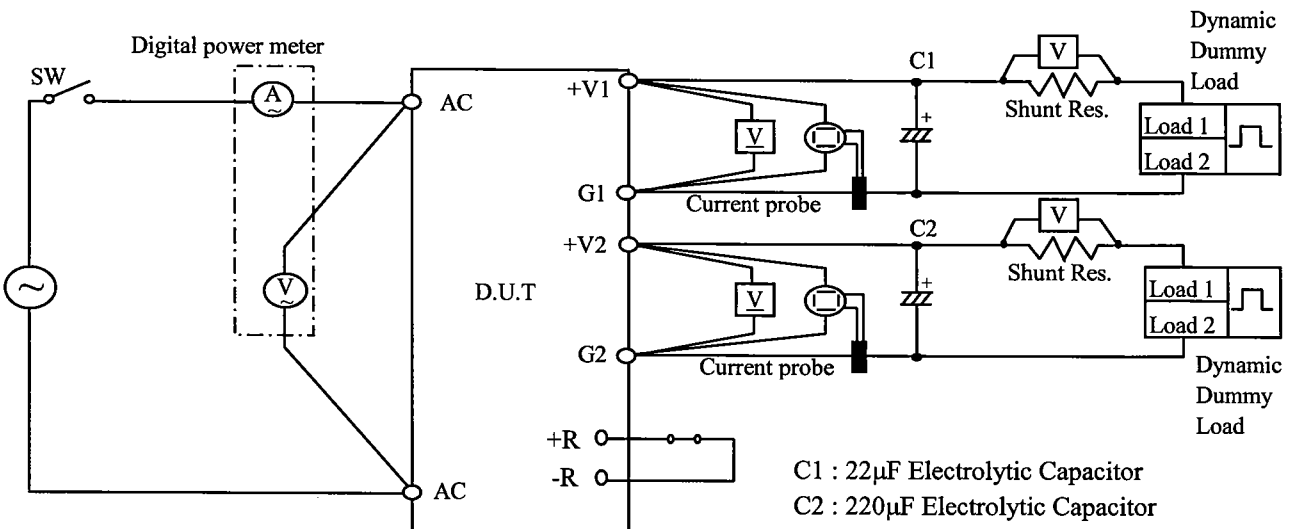 Digital power meter
SW
A
AC
V
AC
D.U.T
+V1
G1
V
Current probe
C1
+
V
Shunt Res.
Dynamic
Dummy
Load
Load 1
Load 2
+V2
G2
V
Current probe
C2
+
V
Shunt Res.
Load 1
Load 2
Dynamic
Dummy
Load
+R
-R
C1 : 22μF Electrolytic Capacitor
C2 : 220μF Electrolytic Capacitor